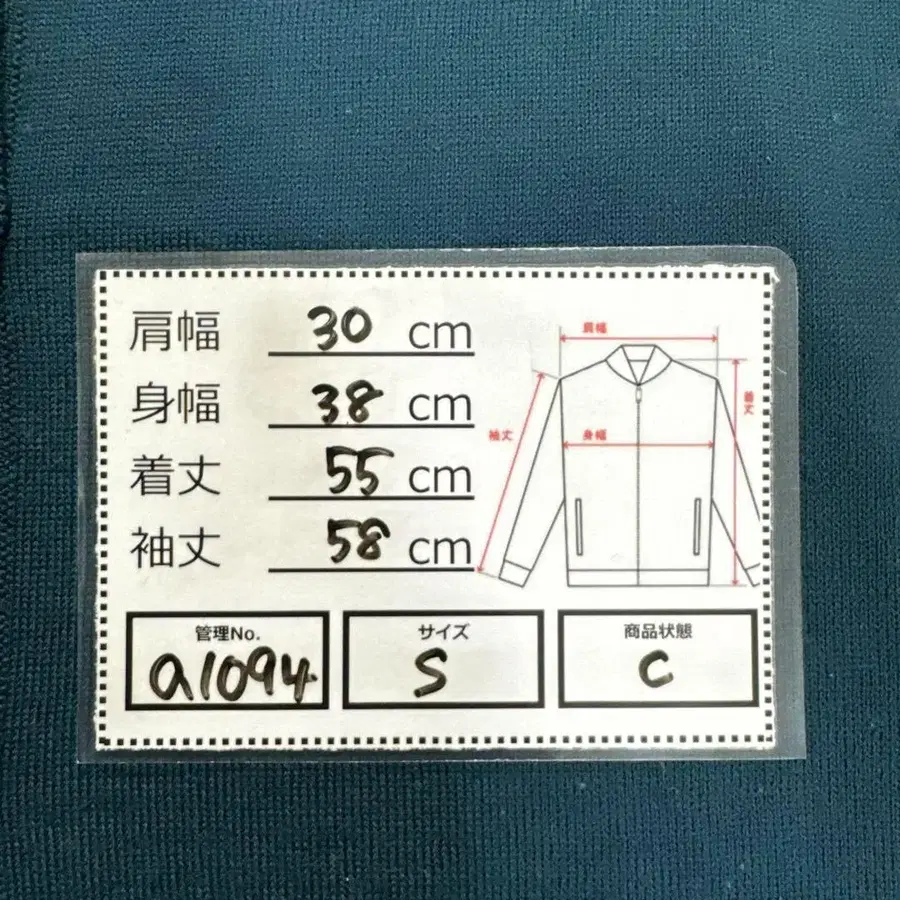 肩幅 30 cm
身幅 38 cm
着丈 55 cm
袖丈 58 cm
肩幅
着丈
袖丈
身幅
管理No. サイズ 商品状態
a1094 S C